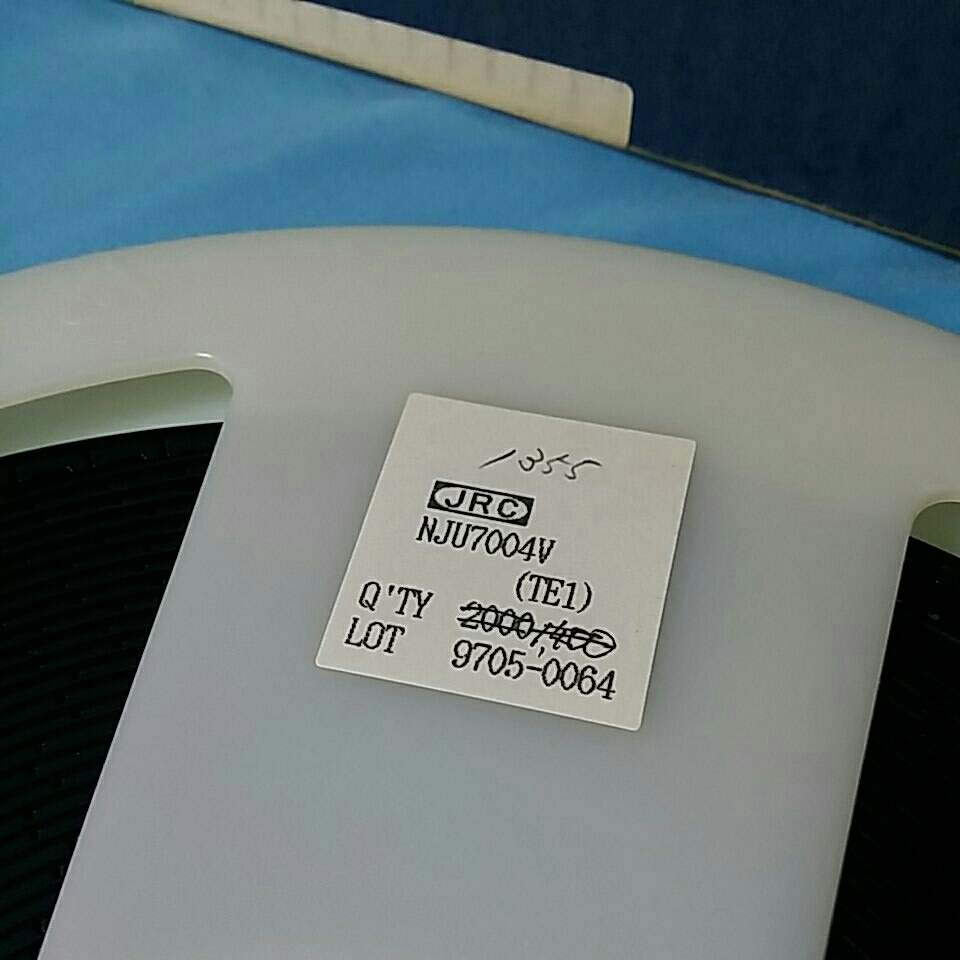 1355
JRC
NJU7004V
(TE1)
Q'TY 2000
LOT 9705-0064